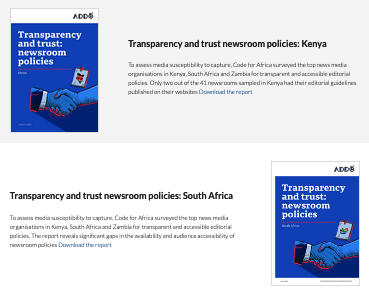 ADDO
Transparency
and trust:
newsroom
policies
Kenya
Transparency and trust newsroom policies: Kenya
To assess media susceptibility to capture, Code for Africa surveyed the top news media
organisations in Kenya, South Africa and Zambia for transparent and accessible editorial
policies. Only two out of the 41 newsrooms sampled in Kenya had their editorial guidelines
published on their websites Download the report
ADDO
Transparency
and trust:
newsroom
policies
South Africa
Transparency and trust newsroom policies: South Africa
To assess media susceptibility to capture, Code for Africa surveyed the top news media
organisations in Kenya, South Africa and Zambia for transparent and accessible editorial
policies. The report reveals significant gaps in the availability and audience accessibility of
newsroom policies Download the report